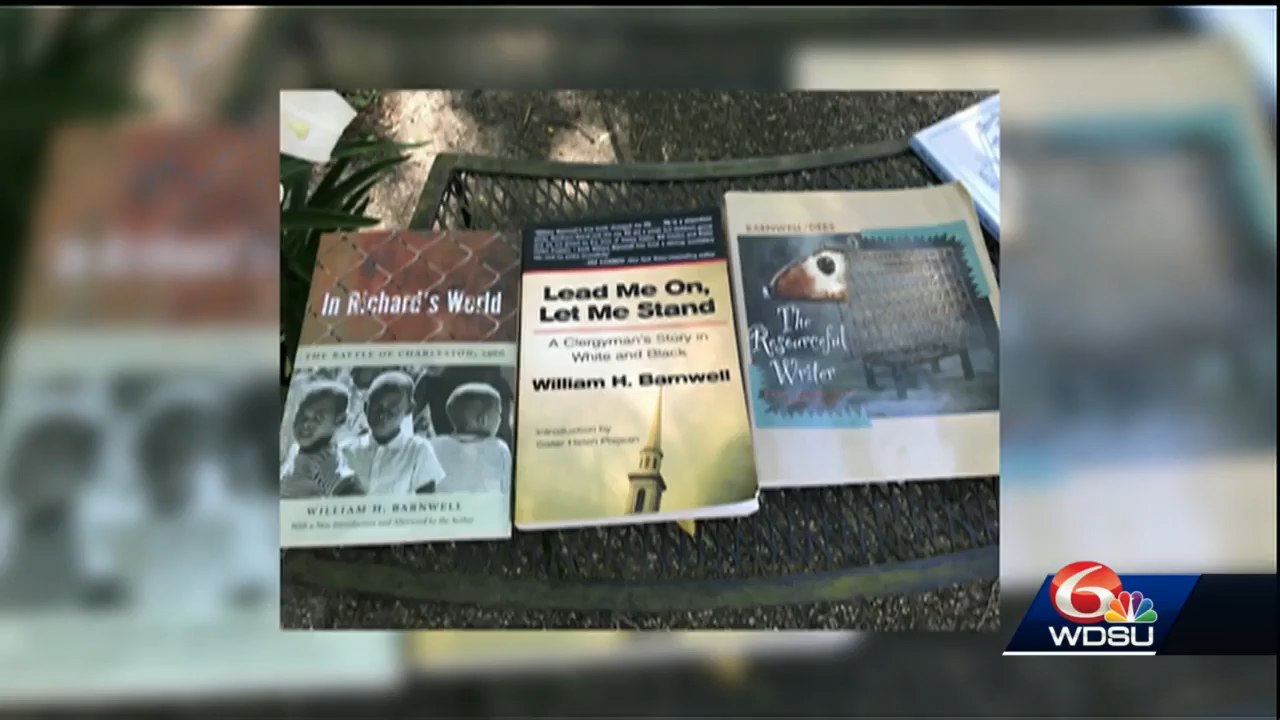 In Richard's World
THE BATTLE OF CHARLESTON, 1966
WILLIAM H. BARNWELL
With a New Introduction and Afterword by the Author
Lead Me On,
Let Me Stand
A Clergyman's Story in
White and Black
William H. Barnwell
Introduction by
Sister Helen Prejean
BARNWELL/DEES
The
Resourceful
Writer
6
WDSU